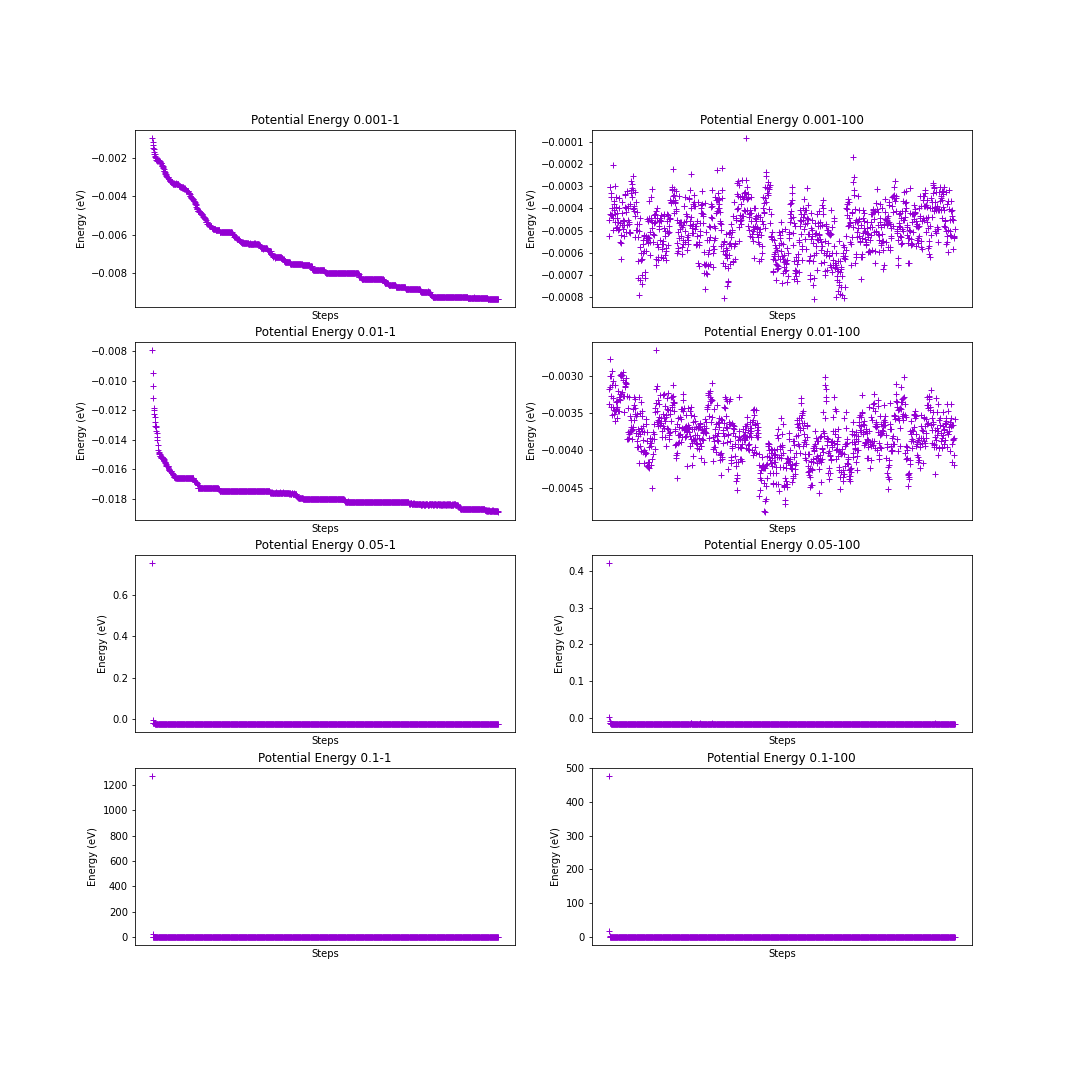 Potential Energy 0.001-1
Energy (eV)
−0.002
−0.004
−0.006
−0.008
Steps
Potential Energy 0.001-100
Energy (eV)
−0.0001
−0.0002
−0.0003
−0.0004
−0.0005
−0.0006
−0.0007
−0.0008
Steps
Potential Energy 0.01-1
Energy (eV)
−0.008
−0.010
−0.012
−0.014
−0.016
−0.018
Steps
Potential Energy 0.01-100
Energy (eV)
−0.0030
−0.0035
−0.0040
−0.0045
Steps
Potential Energy 0.05-1
Energy (eV)
0.6
0.4
0.2
0.0
Steps
Potential Energy 0.05-100
Energy (eV)
0.4
0.3
0.2
0.1
0.0
Steps
Potential Energy 0.1-1
Energy (eV)
1200
1000
800
600
400
200
0
Steps
Potential Energy 0.1-100
Energy (eV)
500
400
300
200
100
0
Steps